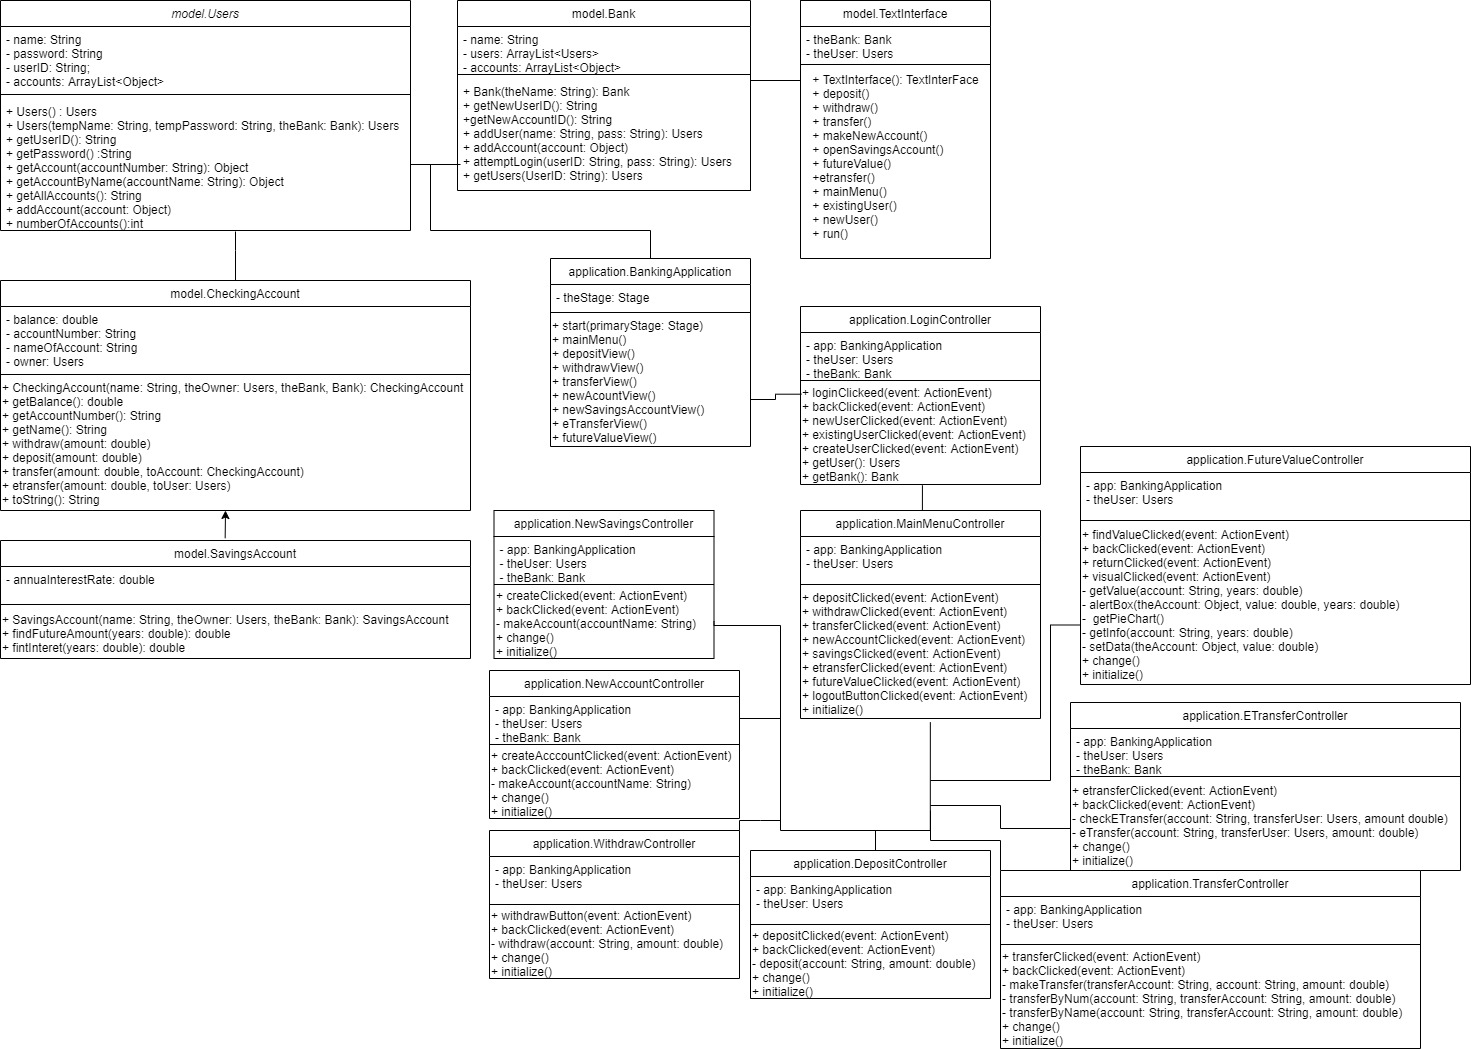 model.Users
- name: String
- password: String
- userID: String;
- accounts: ArrayList<Object>
+ Users() : Users
+ Users(tempName: String, tempPassword: String, theBank: Bank): Users
+ getUserID(): String
+ getPassword() :String
+ getAccount(accountNumber: String): Object
+ getAccountByName(accountName: String): Object
+ getAllAccounts(): String
+ addAccount(account: Object)
+ numberOfAccounts():int
model.Bank
- name: String
- users: ArrayList<Users>
- accounts: ArrayList<Object>
+ Bank(theName: String): Bank
+ getNewUserID(): String
+getNewAccountID(): String
+ addUser(name: String, pass: String): Users
+ addAccount(account: Object)
+ attemptLogin(userID: String, pass: String): Users
+ getUsers(UserID: String): Users
model.TextInterface
- theBank: Bank
- theUser: Users
+ TextInterface(): TextInterFace
+ deposit()
+ withdraw()
+ transfer()
+ makeNewAccount()
+ openSavingsAccount()
+ futureValue()
+etransfer()
+ mainMenu()
+ existingUser()
+ newUser()
+ run()
model.CheckingAccount
- balance: double
- accountNumber: String
- nameOfAccount: String
- owner: Users
+ CheckingAccount(name: String, theOwner: Users, theBank, Bank): CheckingAccount
+ getBalance(): double
+ getAccountNumber(): String
+ getName(): String
+ withdraw(amount: double)
+ deposit(amount: double)
+ transfer(amount: double, toAccount: CheckingAccount)
+ etransfer(amount: double, toUser: Users)
+ toString(): String
model.SavingsAccount
- annuaInterestRate: double
+ SavingsAccount(name: String, theOwner: Users, theBank: Bank): SavingsAccount
+ findFutureAmount(years: double): double
+ fintInteret(years: double): double
application.BankingApplication
- theStage: Stage
+ start(primaryStage: Stage)
+ mainMenu()
+ depositView()
+ withdrawView()
+ transferView()
+ newAcountView()
+ newSavingsAccountView()
+ eTransferView()
+ futureValueView()
application.LoginController
- app: BankingApplication
- theUser: Users
- theBank: Bank
+ loginClickeed(event: ActionEvent)
+ backClicked(event: ActionEvent)
+ newUserClicked(event: ActionEvent)
+ existingUserClicked(event: ActionEvent)
+ createUserClicked(event: ActionEvent)
+ getUser(): Users
+ getBank(): Bank
application.FutureValueController
- app: BankingApplication
- theUser: Users
+ findValueClicked(event: ActionEvent)
+ backClicked(event: ActionEvent)
+ returnClicked(event: ActionEvent)
+ visualClicked(event: ActionEvent)
- getValue(account: String, years: double)
- alertBox(theAccount: Object, value: double, years: double)
- getPieChart()
- getInfo(account: String, years: double)
- setData(theAccount: Object, value: double)
+ change()
+ initialize()
application.NewSavingsController
- app: BankingApplication
- theUser: Users
- theBank: Bank
+ createClicked(event: ActionEvent)
+ backClicked(event: ActionEvent)
- makeAccount(accountName: String)
+ change()
+ initialize()
application.MainMenuController
- app: BankingApplication
- theUser: Users
+ depositClicked(event: ActionEvent)
+ withdrawClicked(event: ActionEvent)
+ transferClicked(event: ActionEvent)
+ newAccountClicked(event: ActionEvent)
+ savingsClicked(event: ActionEvent)
+ etransferClicked(event: ActionEvent)
+ futureValueClicked(event: ActionEvent)
+ logoutButtonClicked(event: ActionEvent)
+ initialize()
application.NewAccountController
- app: BankingApplication
- theUser: Users
- theBank: Bank
+ createAcccountClicked(event: ActionEvent)
+ backClicked(event: ActionEvent)
- makeAccount(accountName: String)
+ change()
+ initialize()
application.ETransferController
- app: BankingApplication
- theUser: Users
- theBank: Bank
+ etransferClicked(event: ActionEvent)
+ backClicked(event: ActionEvent)
- checkETransfer(account: String, transferUser: Users, amount double)
- eTransfer(account: String, transferUser: Users, amount: double)
+ change()
+ initialize()
application.WithdrawController
- app: BankingApplication
- theUser: Users
+ withdrawButton(event: ActionEvent)
+ backClicked(event: ActionEvent)
- withdraw(account: String, amount: double)
+ change()
+ initialize()
application.DepositController
- app: BankingApplication
- theUser: Users
+ depositClicked(event: ActionEvent)
+ backClicked(event: ActionEvent)
- deposit(account: String, amount: double)
+ change()
+ initialize()
application.TransferController
- app: BankingApplication
- theUser: Users
+ transferClicked(event: ActionEvent)
+ backClicked(event: ActionEvent)
- makeTransfer(transferAccount: String, account: String, amount: double)
- transferByNum(account: String, transferAccount: String, amount: double)
- transferByName(account: String, transferAccount: String, amount: double)
+ change()
+ initialize()